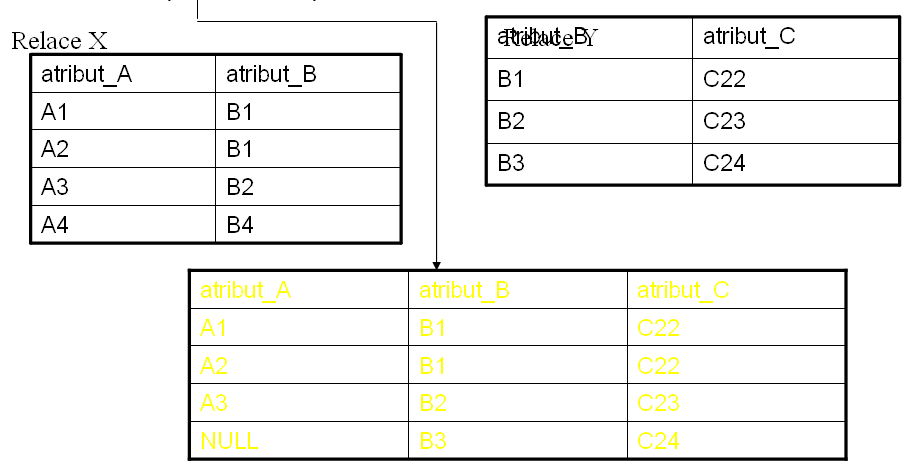 Relace X
atribut_A atribut_B
A1 B1
A2 B1
A3 B2
A4 B4
Relace Y
atribut_B atribut_C
B1 C22
B2 C23
B3 C24
atribut_A atribut_B atribut_C
A1 B1 C22
A2 B1 C22
A3 B2 C23
NULL B3 C24